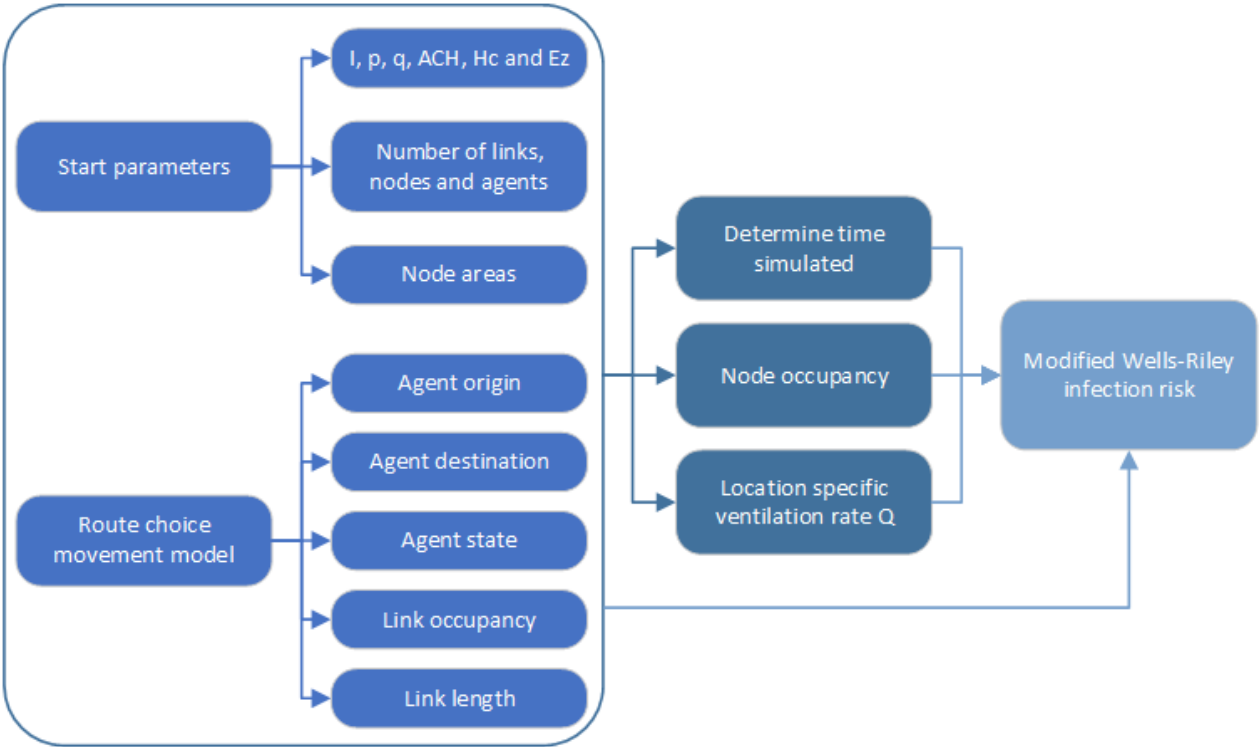 I, p, q, ACH, Hc and Ez
Start parameters
Number of links,
nodes and agents
Node areas
Agent origin
Agent destination
Route choice
movement model
Agent state
Link occupancy
Link length
Determine time
simulated
Node occupancy
Location specific
ventilation rate Q
Modified Wells-Riley
infection risk